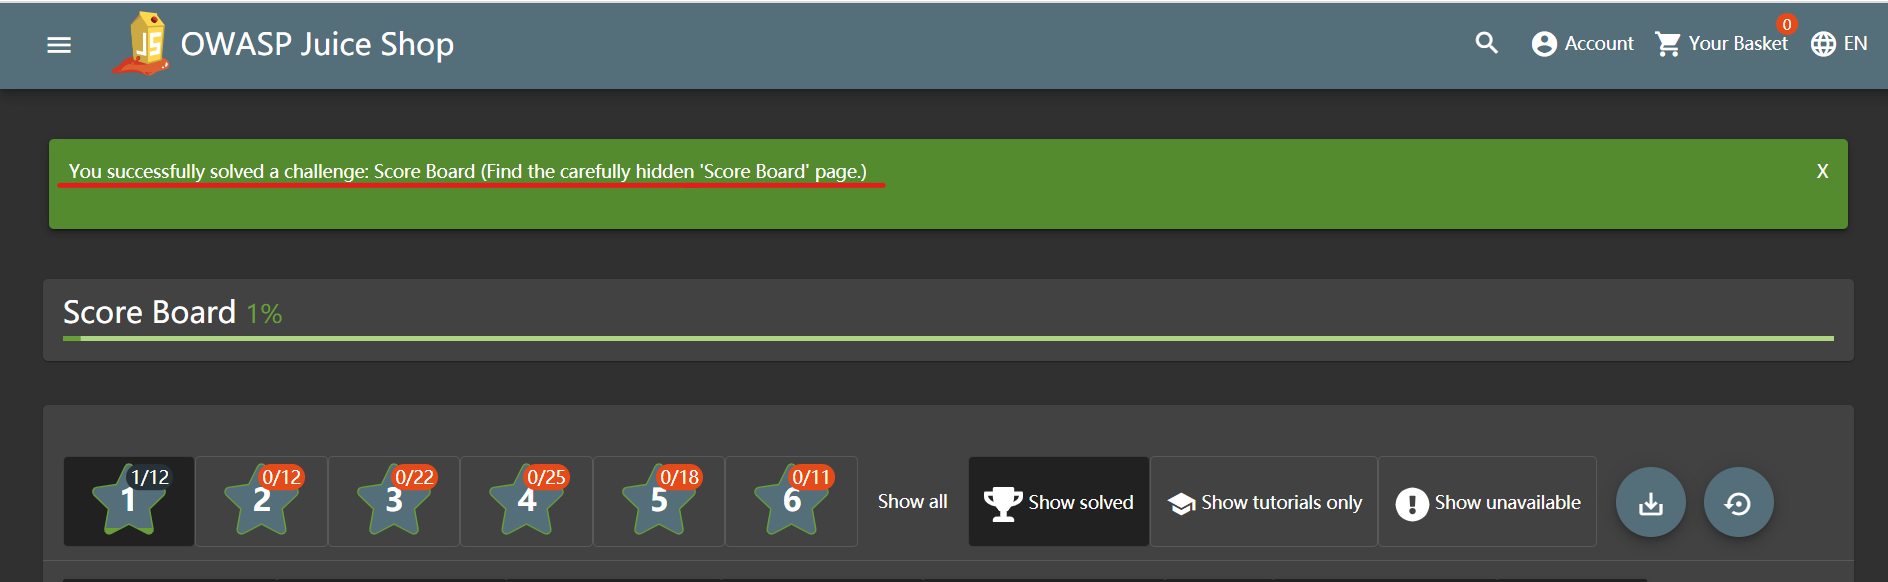 JS
OWASP Juice Shop
Account
0
Your Basket
EN
You successfully solved a challenge: Score Board (Find the carefully hidden 'Score Board' page.)
X
Score Board 1%
1/12
1
0/12
2
0/22
3
0/25
4
0/18
5
0/11
6
Show all
Show solved
Show tutorials only
Show unavailable